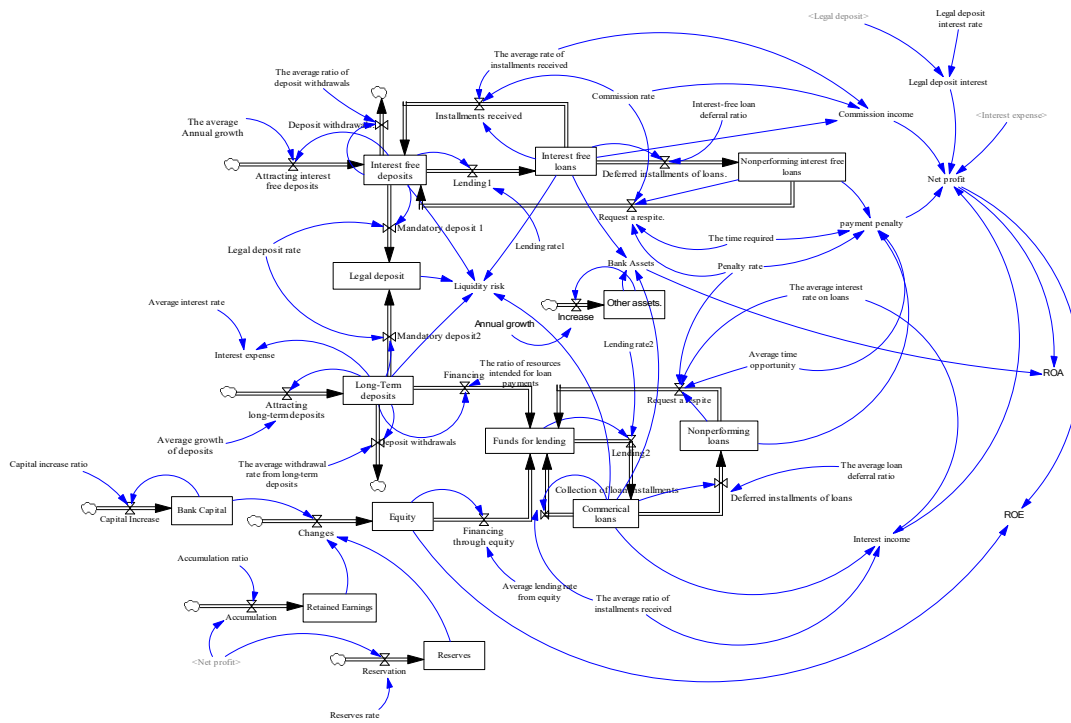 <Legal deposit>
Legal deposit
interest rate
The average rate of
installments received
The average ratio of
deposit withdrawals
Legal deposit interest
Commission rate
Interest-free loan
deferral ratio
The average
Annual growth
Deposit withdrawals
Installments received
Commission income
<Interest expense>
Interest free
deposits
Interest free
loans
Nonperforming interest free
loans
Attracting interest
free deposits
Lending1
Deferred installments of loans.
Net profit
Mandatory deposit 1
Request a respite.
payment penalty
Legal deposit rate
Lending rate1
The time required
Legal deposit
Liquidity risk
Bank Assets
Penalty rate
Average interest rate
Other assets.
The average interest
rate on loans
Increase
Annual growth
Mandatory deposit2
Interest expense
Lending rate2
Financing
The ratio of resources
intended for loan
payments
Average time
opportunity
ROA
Long-Term
deposits
Attracting
long-term deposits
Request a respite
Average growth
of deposits
Deposit withdrawals
Funds for lending
Lending2
Nonperforming
loans
Capital increase ratio
The average withdrawal
rate from long-term
deposits
The average loan
deferral ratio
Collection of loan installments
Deferred installments of loans
Bank Capital
Capital Increase
Equity
Commerical
loans
ROE
Changes
Financing
through equity
Interest income
Accumulation ratio
Average lending rate
from equity
The average ratio of
installments received
Retained Earnings
Accumulation
Reserves
<Net profit>
Reservation
Reserves rate